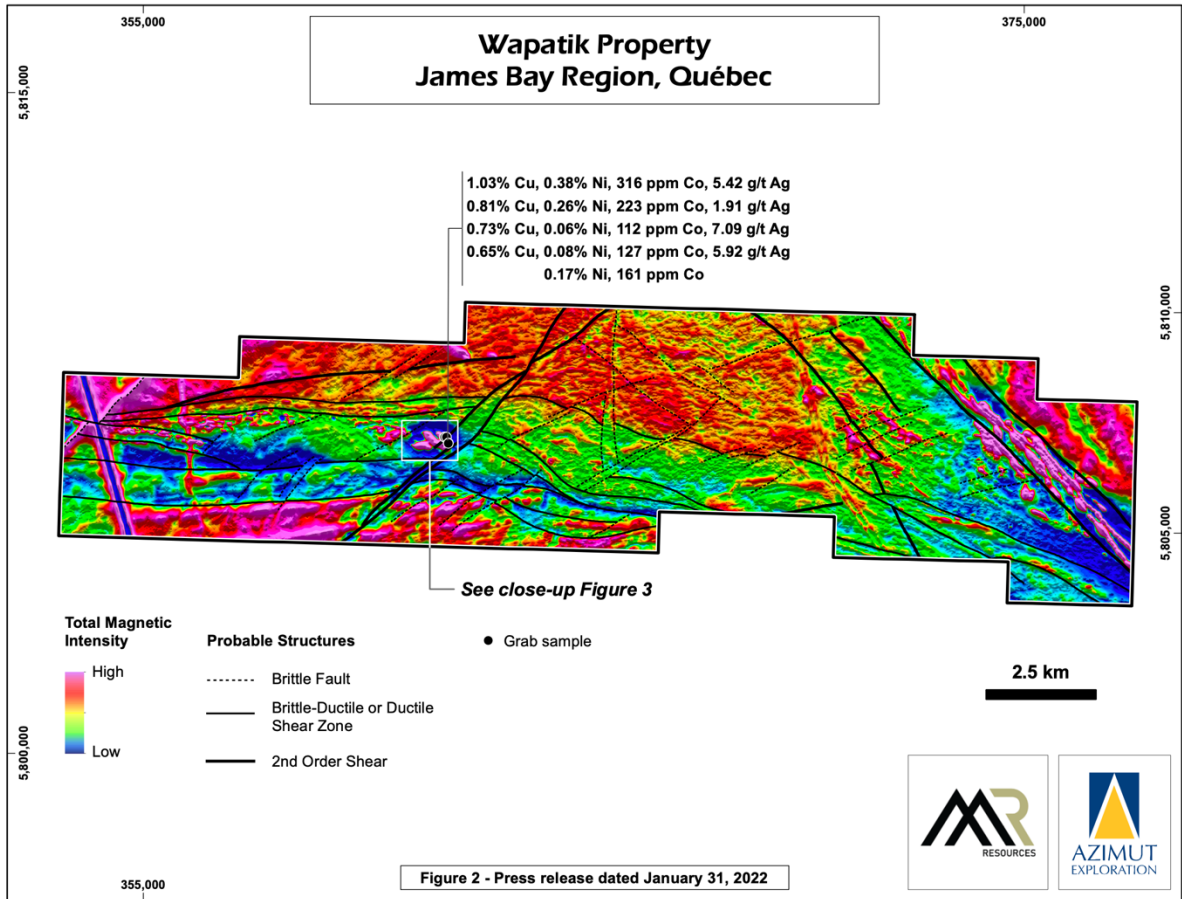 355,000
375,000
Wapatik Property
James Bay Region, Québec
5,815,000
1.03% Cu, 0.38% Ni, 316 ppm Co, 5.42 g/t Ag
0.81% Cu, 0.26% Ni, 223 ppm Co, 1.91 g/t Ag
0.73% Cu, 0.06% Ni, 112 ppm Co, 7.09 g/t Ag
0.65% Cu, 0.08% Ni, 127 ppm Co, 5.92 g/t Ag
0.17% Ni, 161 ppm Co
5,810,000
5,805,000
See close-up Figure 3
Total Magnetic
Intensity
High
Low
Probable Structures
Brittle Fault
Brittle-Ductile or Ductile
Shear Zone
2nd Order Shear
Grab sample
2.5 km
5,800,000
MR
RESOURCES
AZIMUT
EXPLORATION
355,000
Figure 2 - Press release dated January 31, 2022